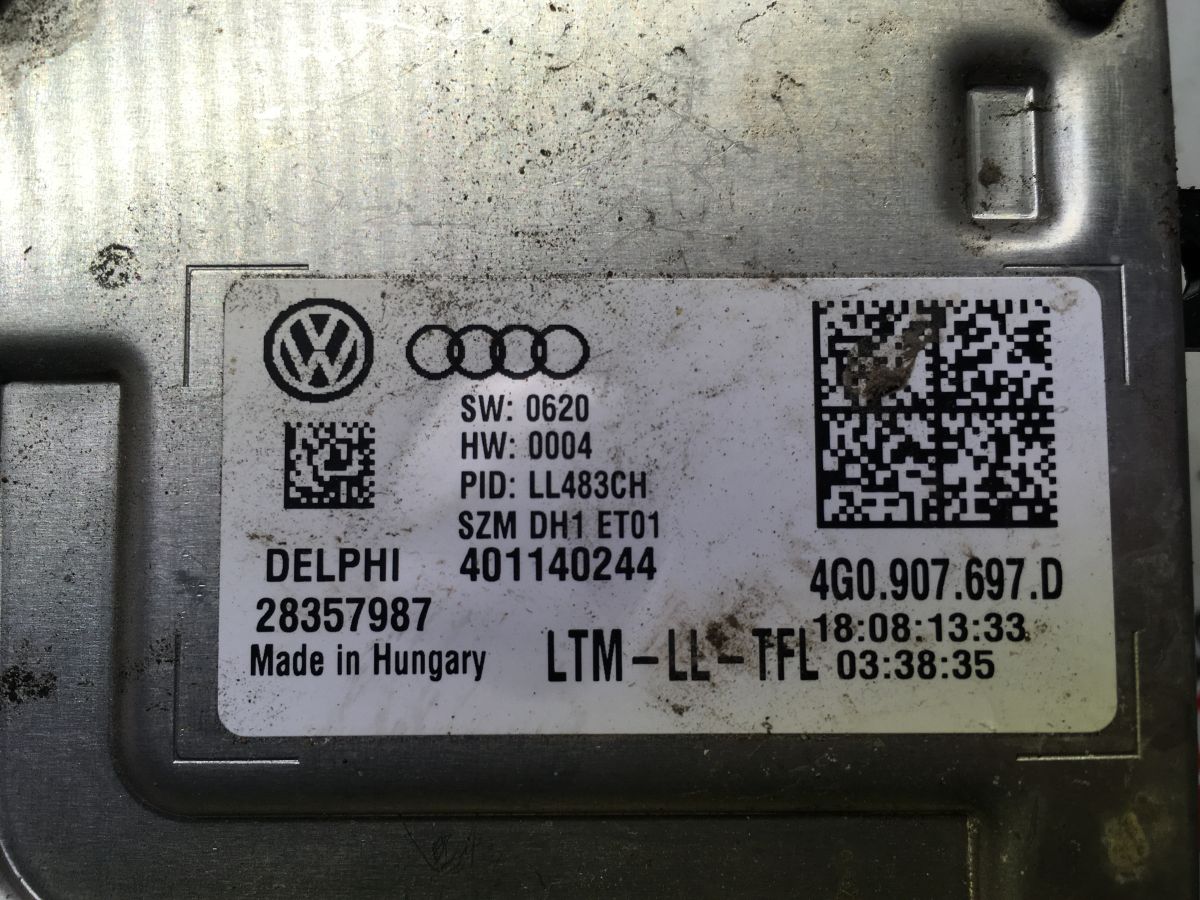 SW: 0620
HW: 0004
PID: LL483CH
SZM DH1 ET01
DELPHI 401140244
28357987
Made in Hungary
LTM-LL-TFL
4G0.907.697.D
18:08:13:33
03:38:35